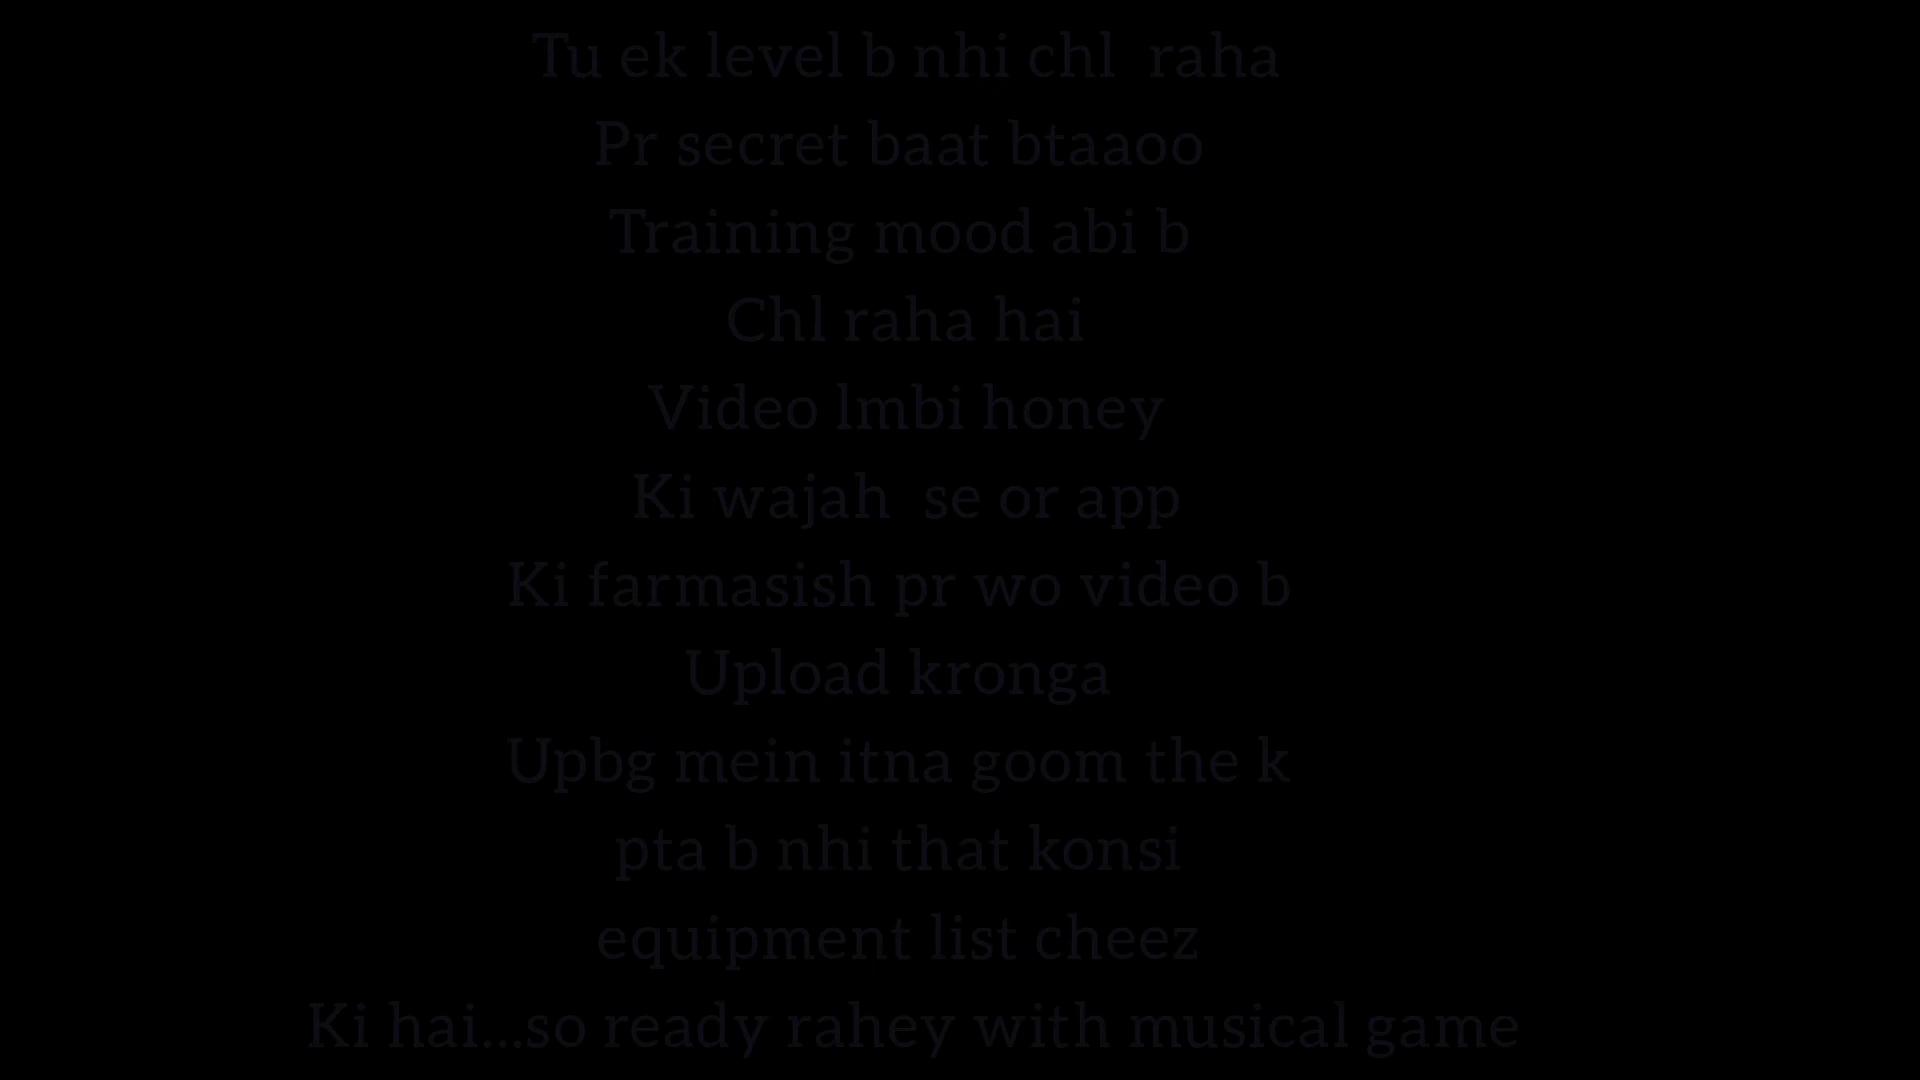 Tu ek level b nhi chl raha
Pr secret baat btaaoo
Training mood abi b
Chl raha hai
Video lmbi honey
Ki wajah se or app
Ki farmasish pr wo video b
Upload kronga
Upbg mein itna goom the k
pta b nhi that konsi
equipment list cheez
Ki hai...so ready rahey with musical game